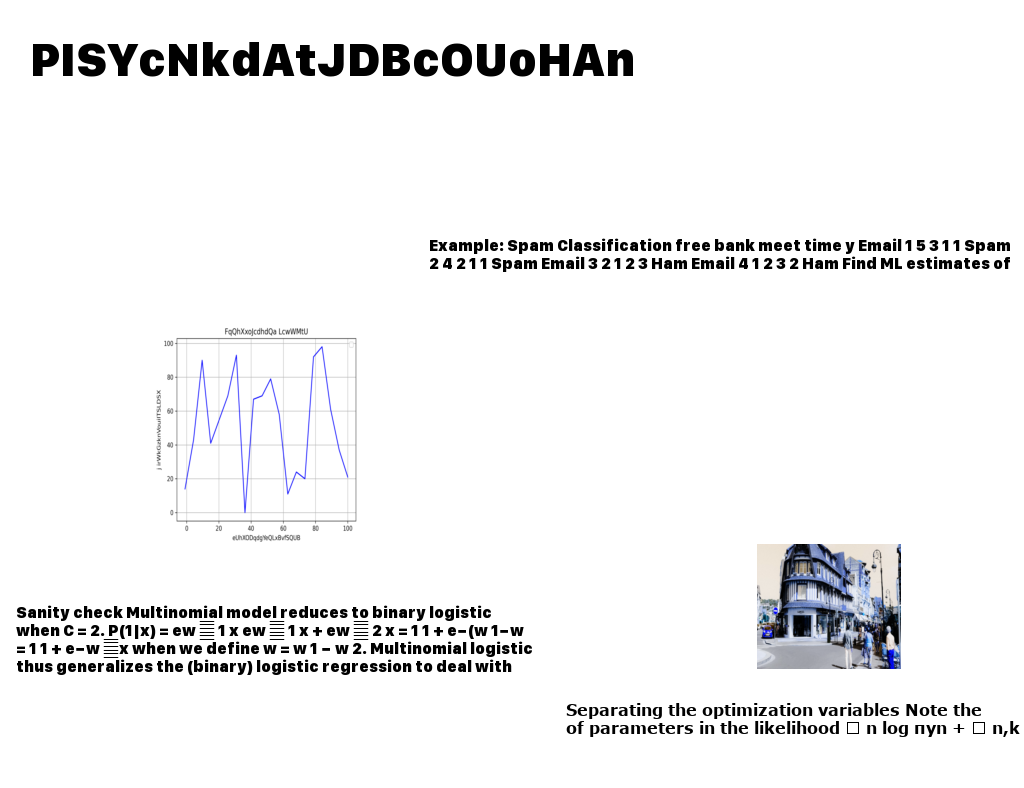 PISYcNkdAtJDBcOUoHAn
Example: Spam Classification free bank meet time y Email 1 5 3 1 1 Spam
2 4 2 1 1 Spam Email 3 2 1 2 3 Ham Email 4 1 2 3 2 Ham Find ML estimates of
100
80
60
40
20
0
0 20 40 60 80 100
Sanity check Multinomial model reduces to binary logistic
when C = 2. P(1|x) = ew 1 x ew 1 x + ew 2 x = 1 1 + e−(w 1−w
= 1 1 + e−w x when we define w = w 1 − w 2. Multinomial logistic
thus generalizes the (binary) logistic regression to deal with
Separating the optimization variables Note the
of parameters in the likelihood □ n log πyn + □ n,k